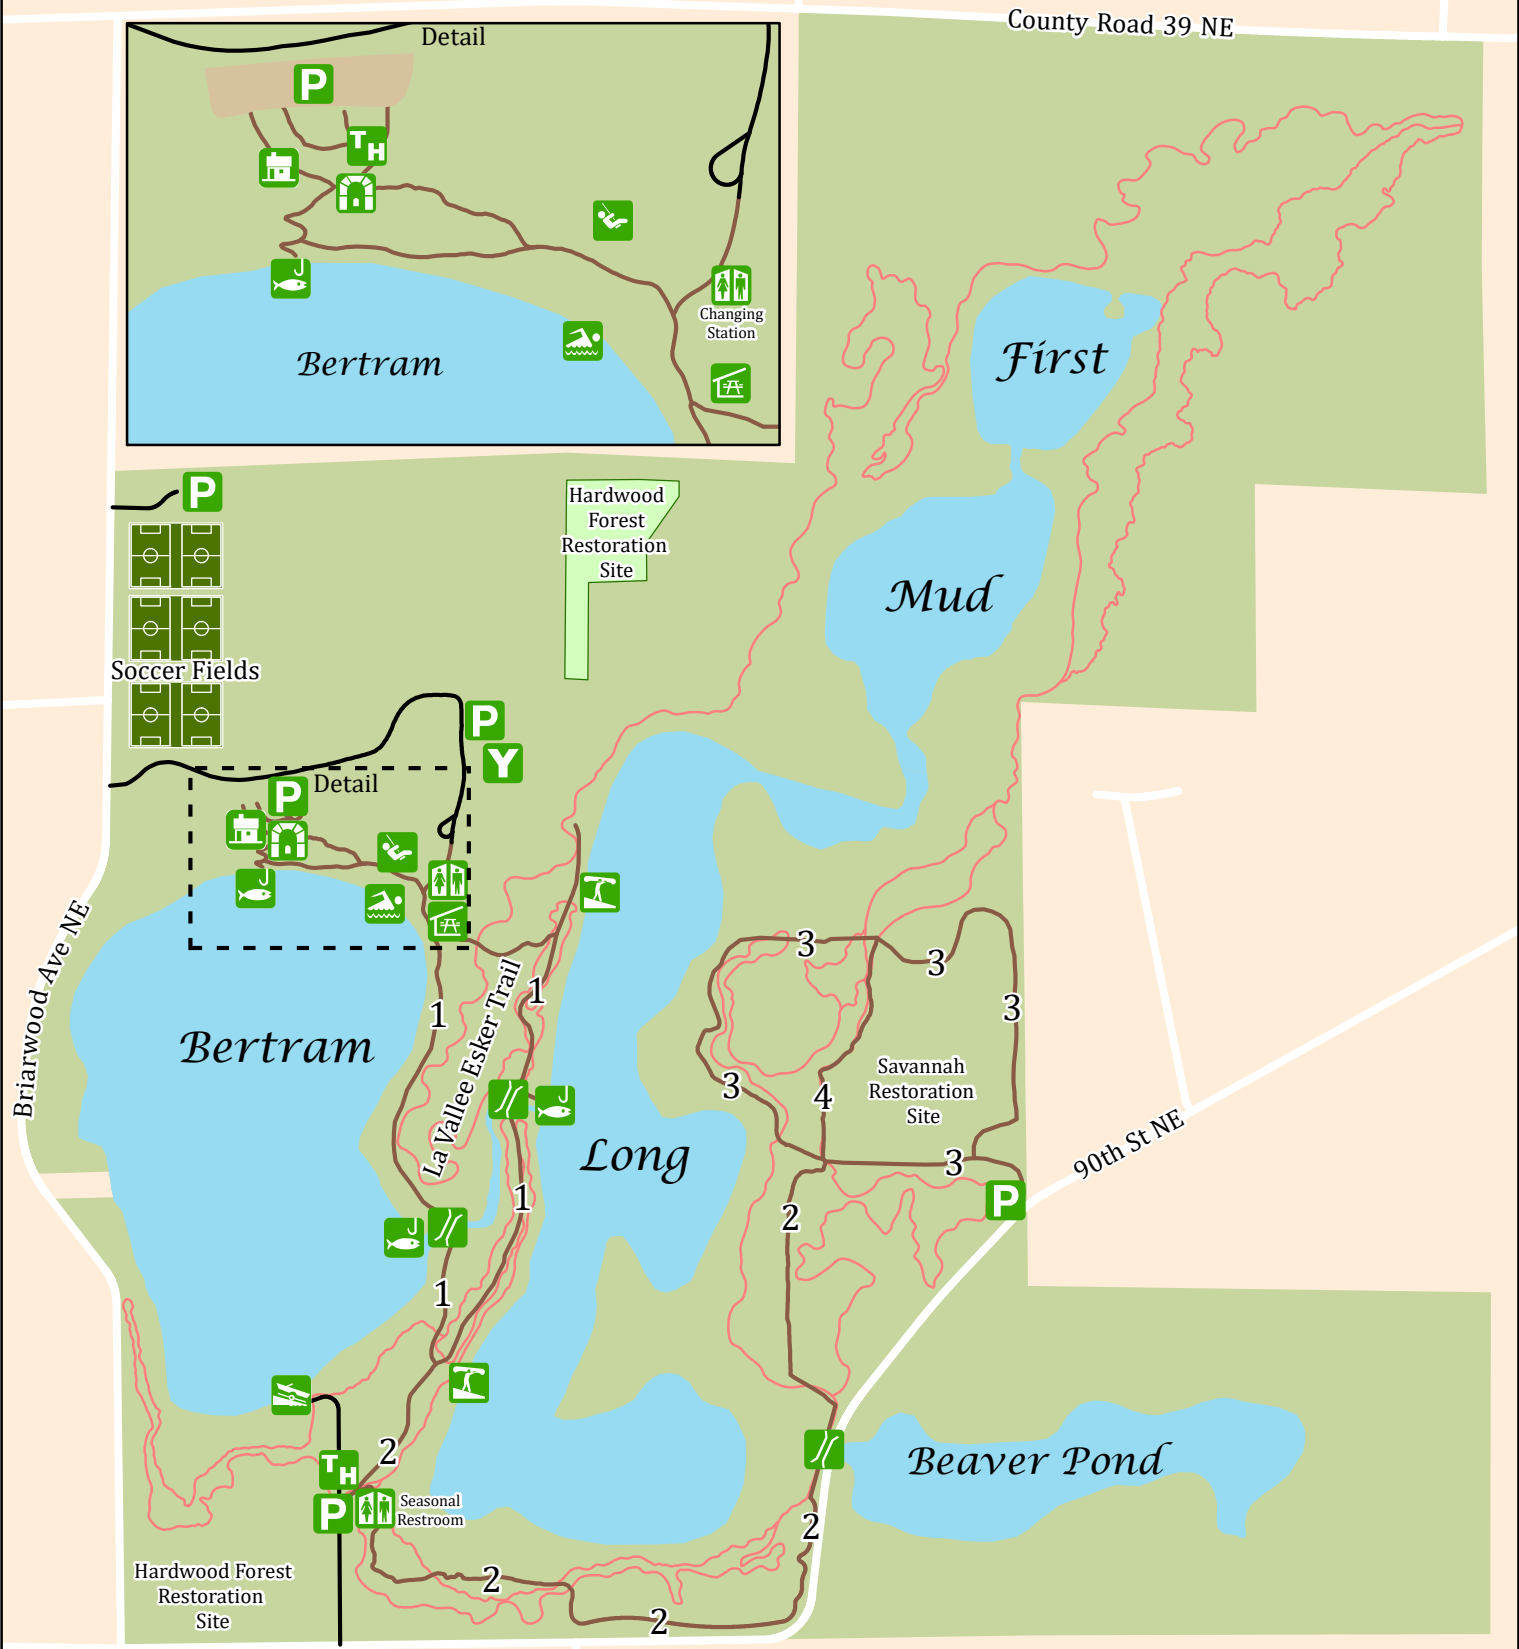 County Road 39 NE
Detail
P
TH
Changing
Station
Bertram
First
P
Hardwood
Forest
Restoration
Site
Mud
Soccer Fields
P
Y
Detail
P
Briarwood Ave NE
3
3
3
1
1
La Vallee Esker Trail
Bertram
Savannah
Restoration
Site
3
4
Long
90th St NE
3
1
P
2
1
2
Beaver Pond
TH
P
Seasonal
Restroom
2
Hardwood Forest
Restoration
Site
2
2